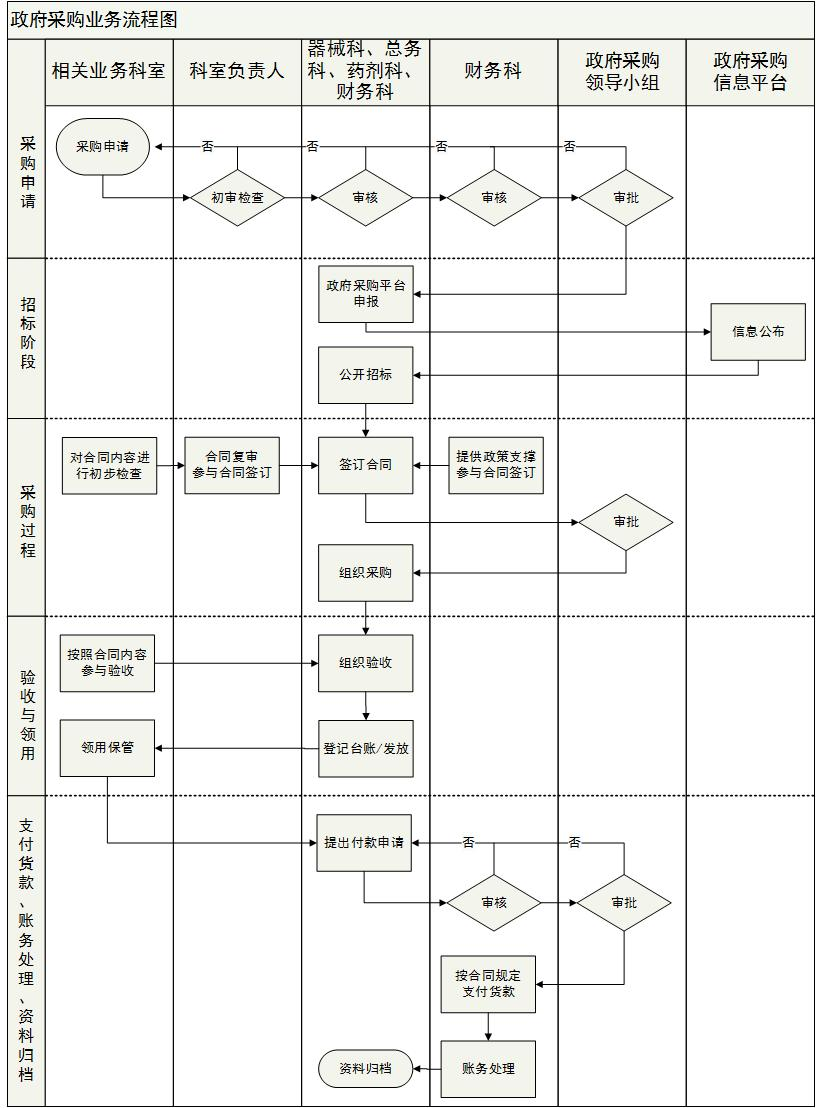 政府采购业务流程图
相关业务科室
科室负责人
器械科、总务
科、药剂科、
财务科
财务科
政府采购
领导小组
政府采购
信息平台
采购申请
采购申请
否
否
否
否
初审检查
审核
审核
审批
招标阶段
政府采购平台
申报
信息公布
公开招标
采购过程
对合同内容进
行初步检查
合同复审
参与合同签订
签订合同
提供政策支撑
参与合同签订
审批
组织采购
验收与领用
按照合同内容
参与验收
组织验收
领用保管
登记台账/发放
支付货款、账务处理、资料归档
提出付款申请
否
否
审核
审批
按合同规定
支付货款
资料归档
账务处理